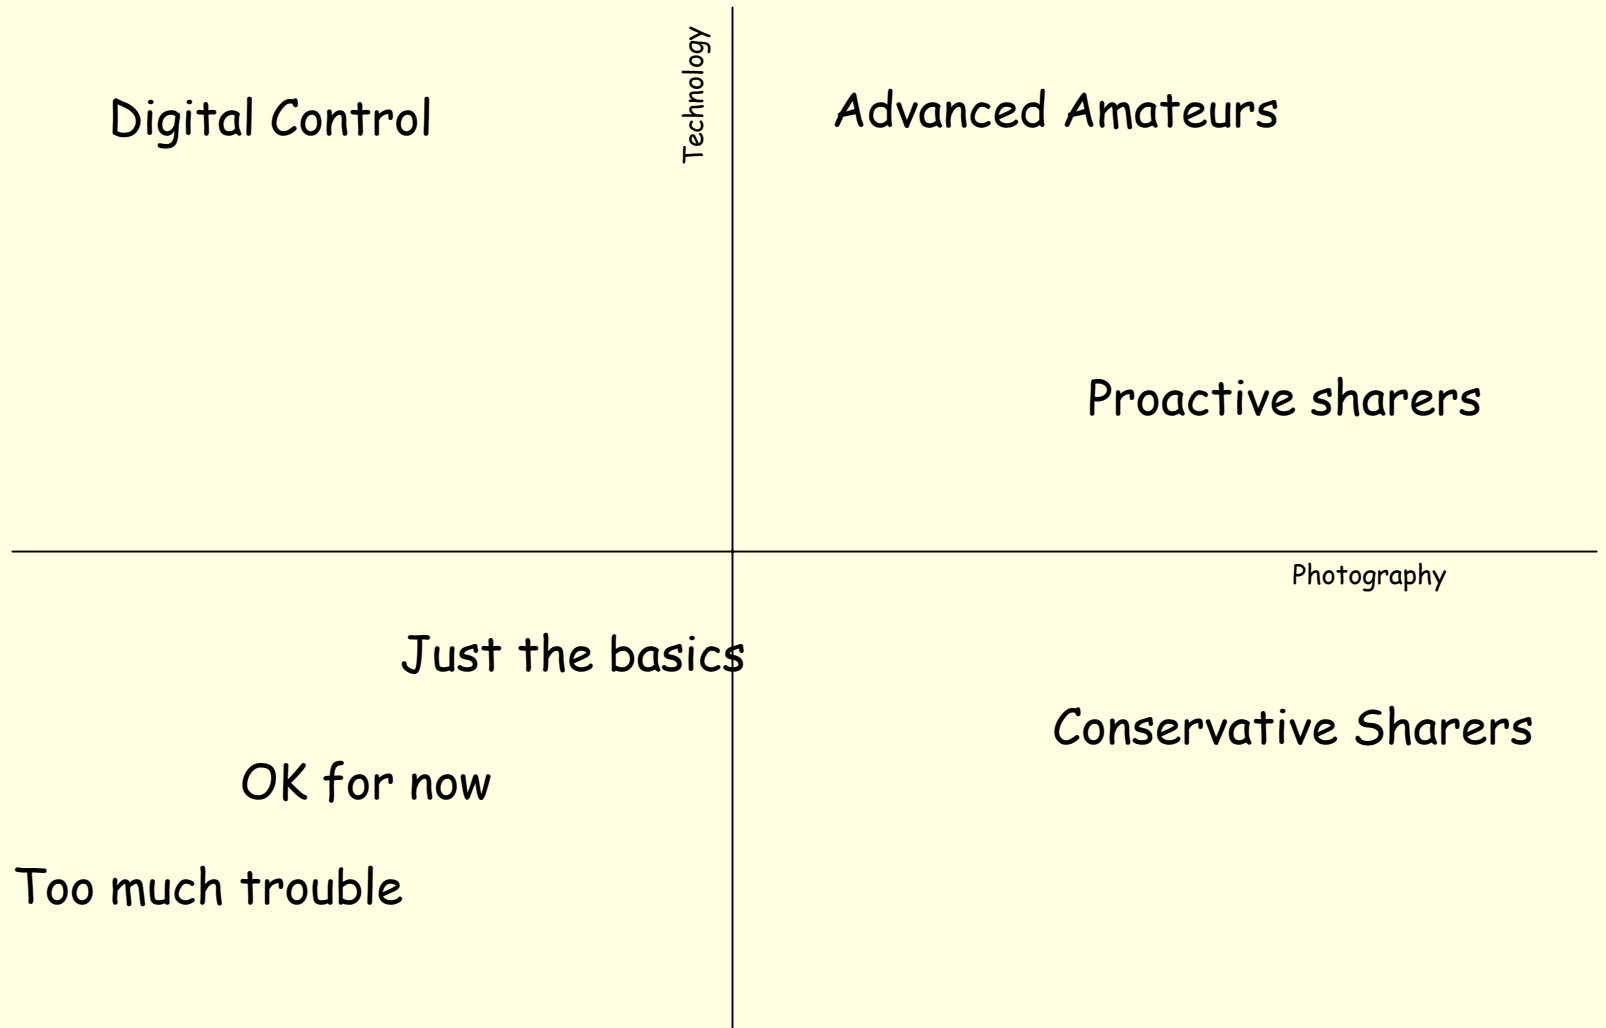 Technology
Digital Control
Advanced Amateurs
Proactive sharers
Photography
Just the basics
Conservative Sharers
OK for now
Too much trouble